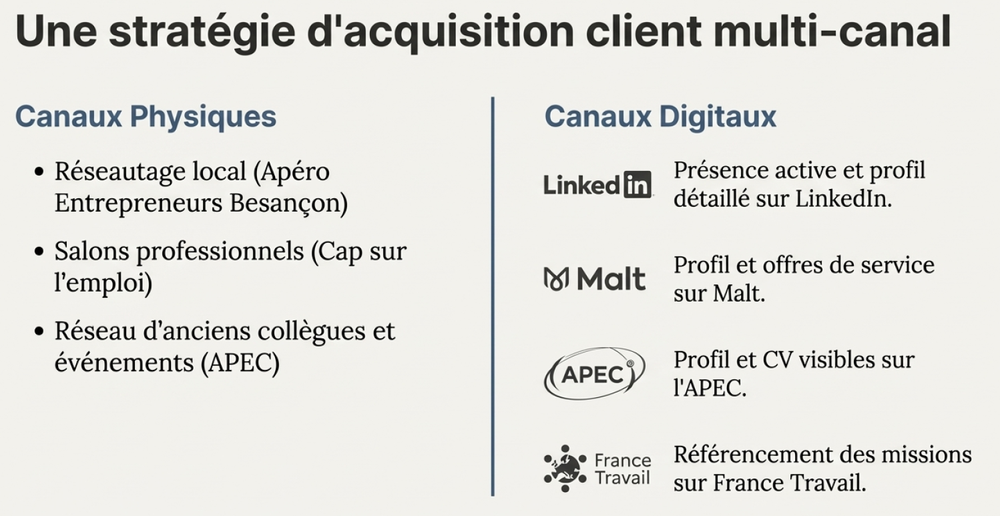 Une stratégie d'acquisition client multi-canal
Canaux Physiques
• Réseautage local (Apéro
Entrepreneurs Besançon)
• Salons professionnels (Cap sur
l’emploi)
• Réseau d’anciens collègues et
événements (APEC)
Canaux Digitaux
LinkedIn
Présence active et profil
détaillé sur LinkedIn.
Malt
Profil et offres de service
sur Malt.
APEC
Profil et CV visibles sur
l'APEC.
France
Travail
Référencement des missions
sur France Travail.